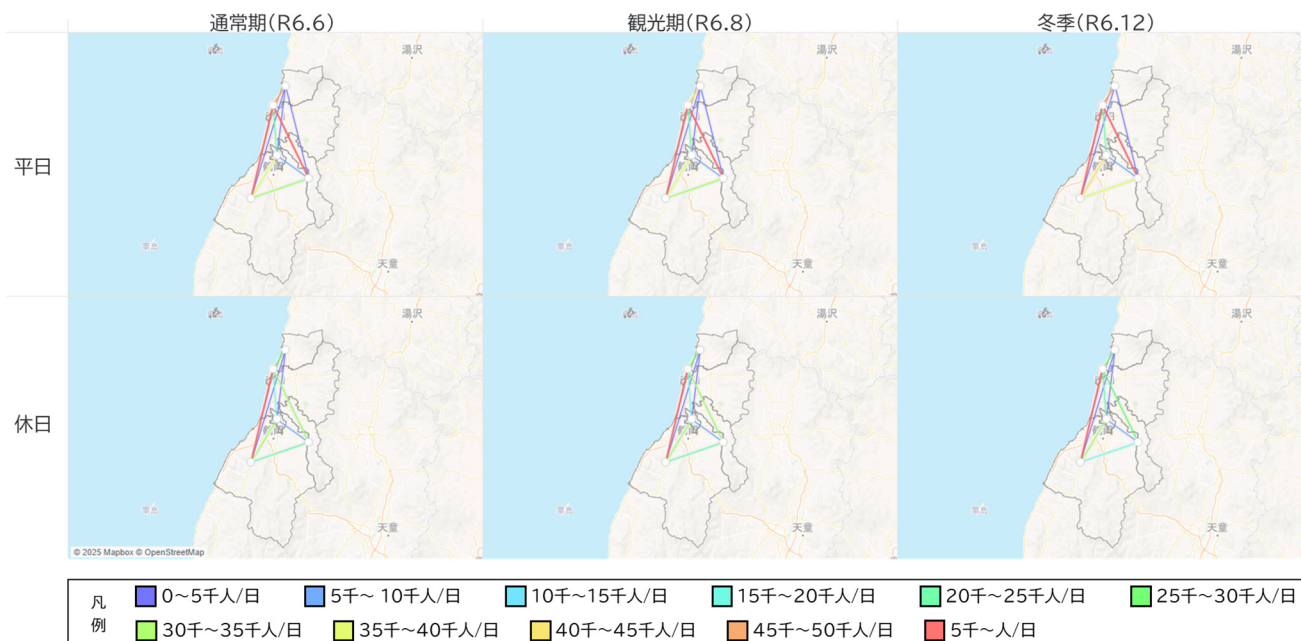 通常期(R6.6) 観光期(R6.8) 冬季(R6.12)
湯沢 湯沢 湯沢
平日
天童 天童 天童
湯沢 湯沢 湯沢
休日
天童 天童 天童
© 2025 Mapbox © OpenStreetMap
凡例
0～5千人/日 5千～ 10千人/日 10千～15千人/日 15千～20千人/日 20千～25千人/日 25千～30千人/日
30千～35千人/日 35千～40千人/日 40千～45千人/日 45千～50千人/日 5千～人/日